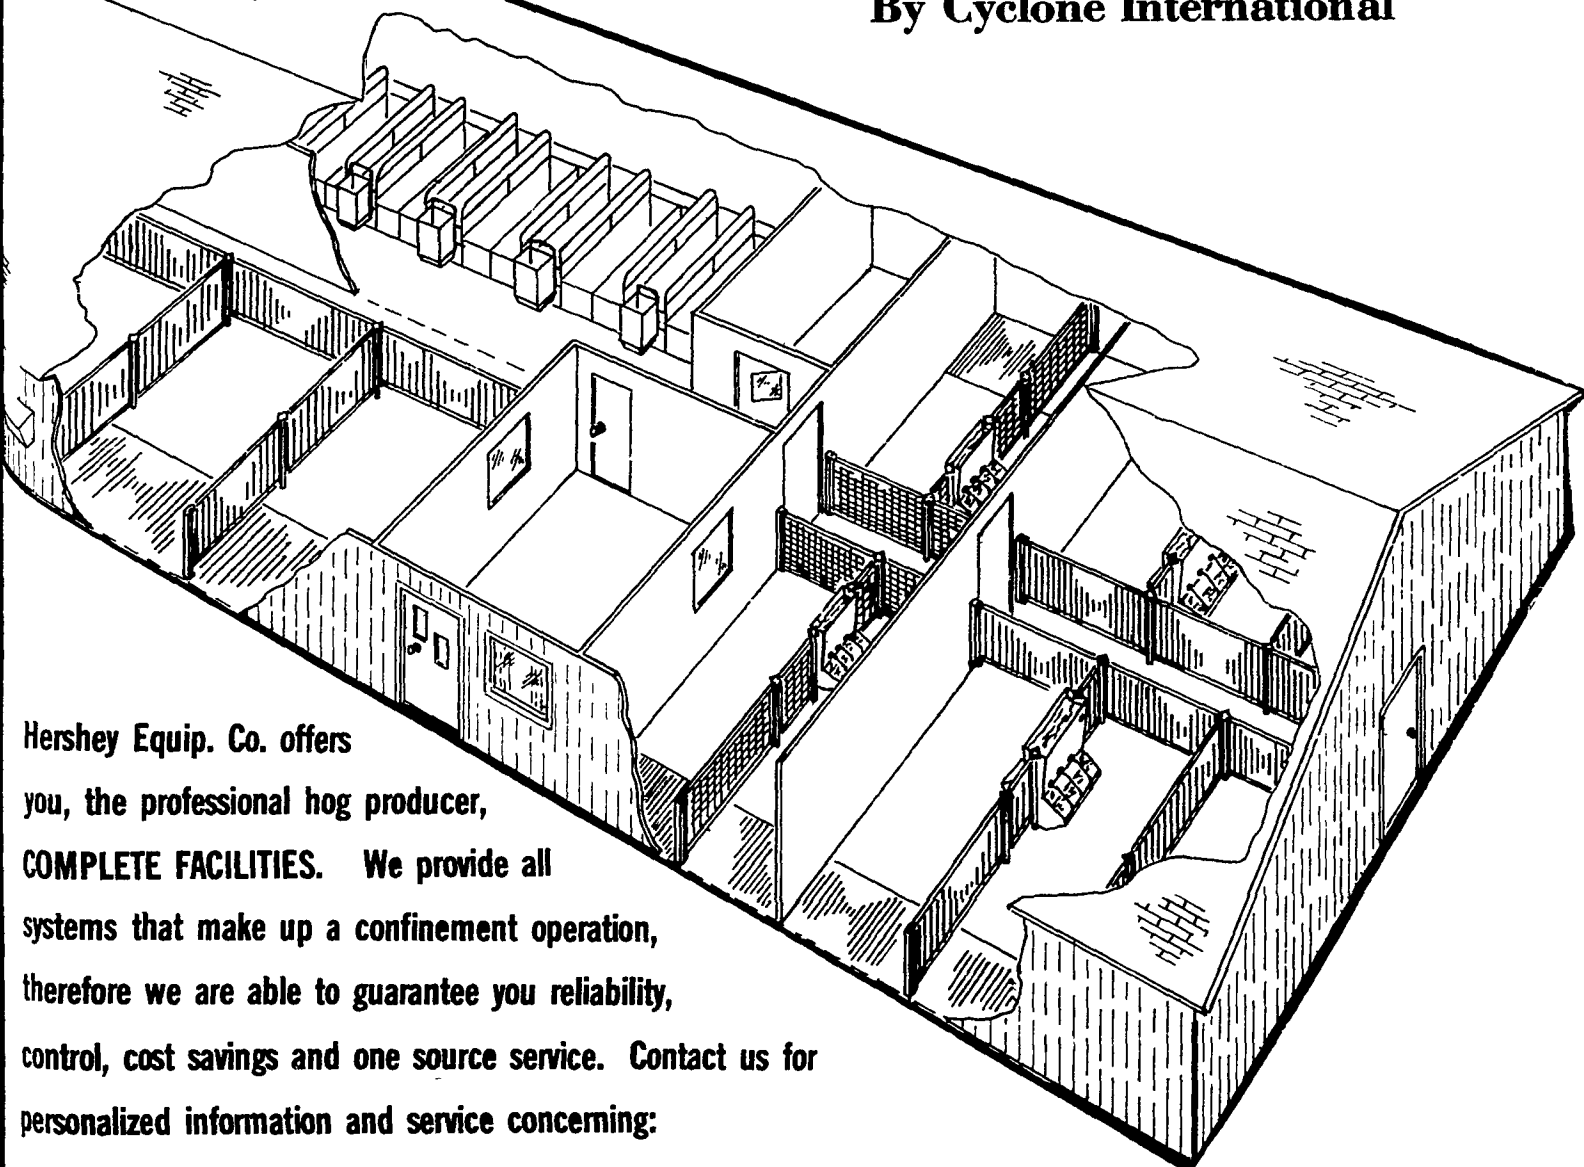 By Cyclone International
Hershey Equip. Co. offers
you, the professional hog producer,
COMPLETE FACILITIES. We provide all
systems that make up a confinement operation,
therefore we are able to guarantee you reliability,
control, cost savings and one source service. Contact us for
personalized information and service concerning: